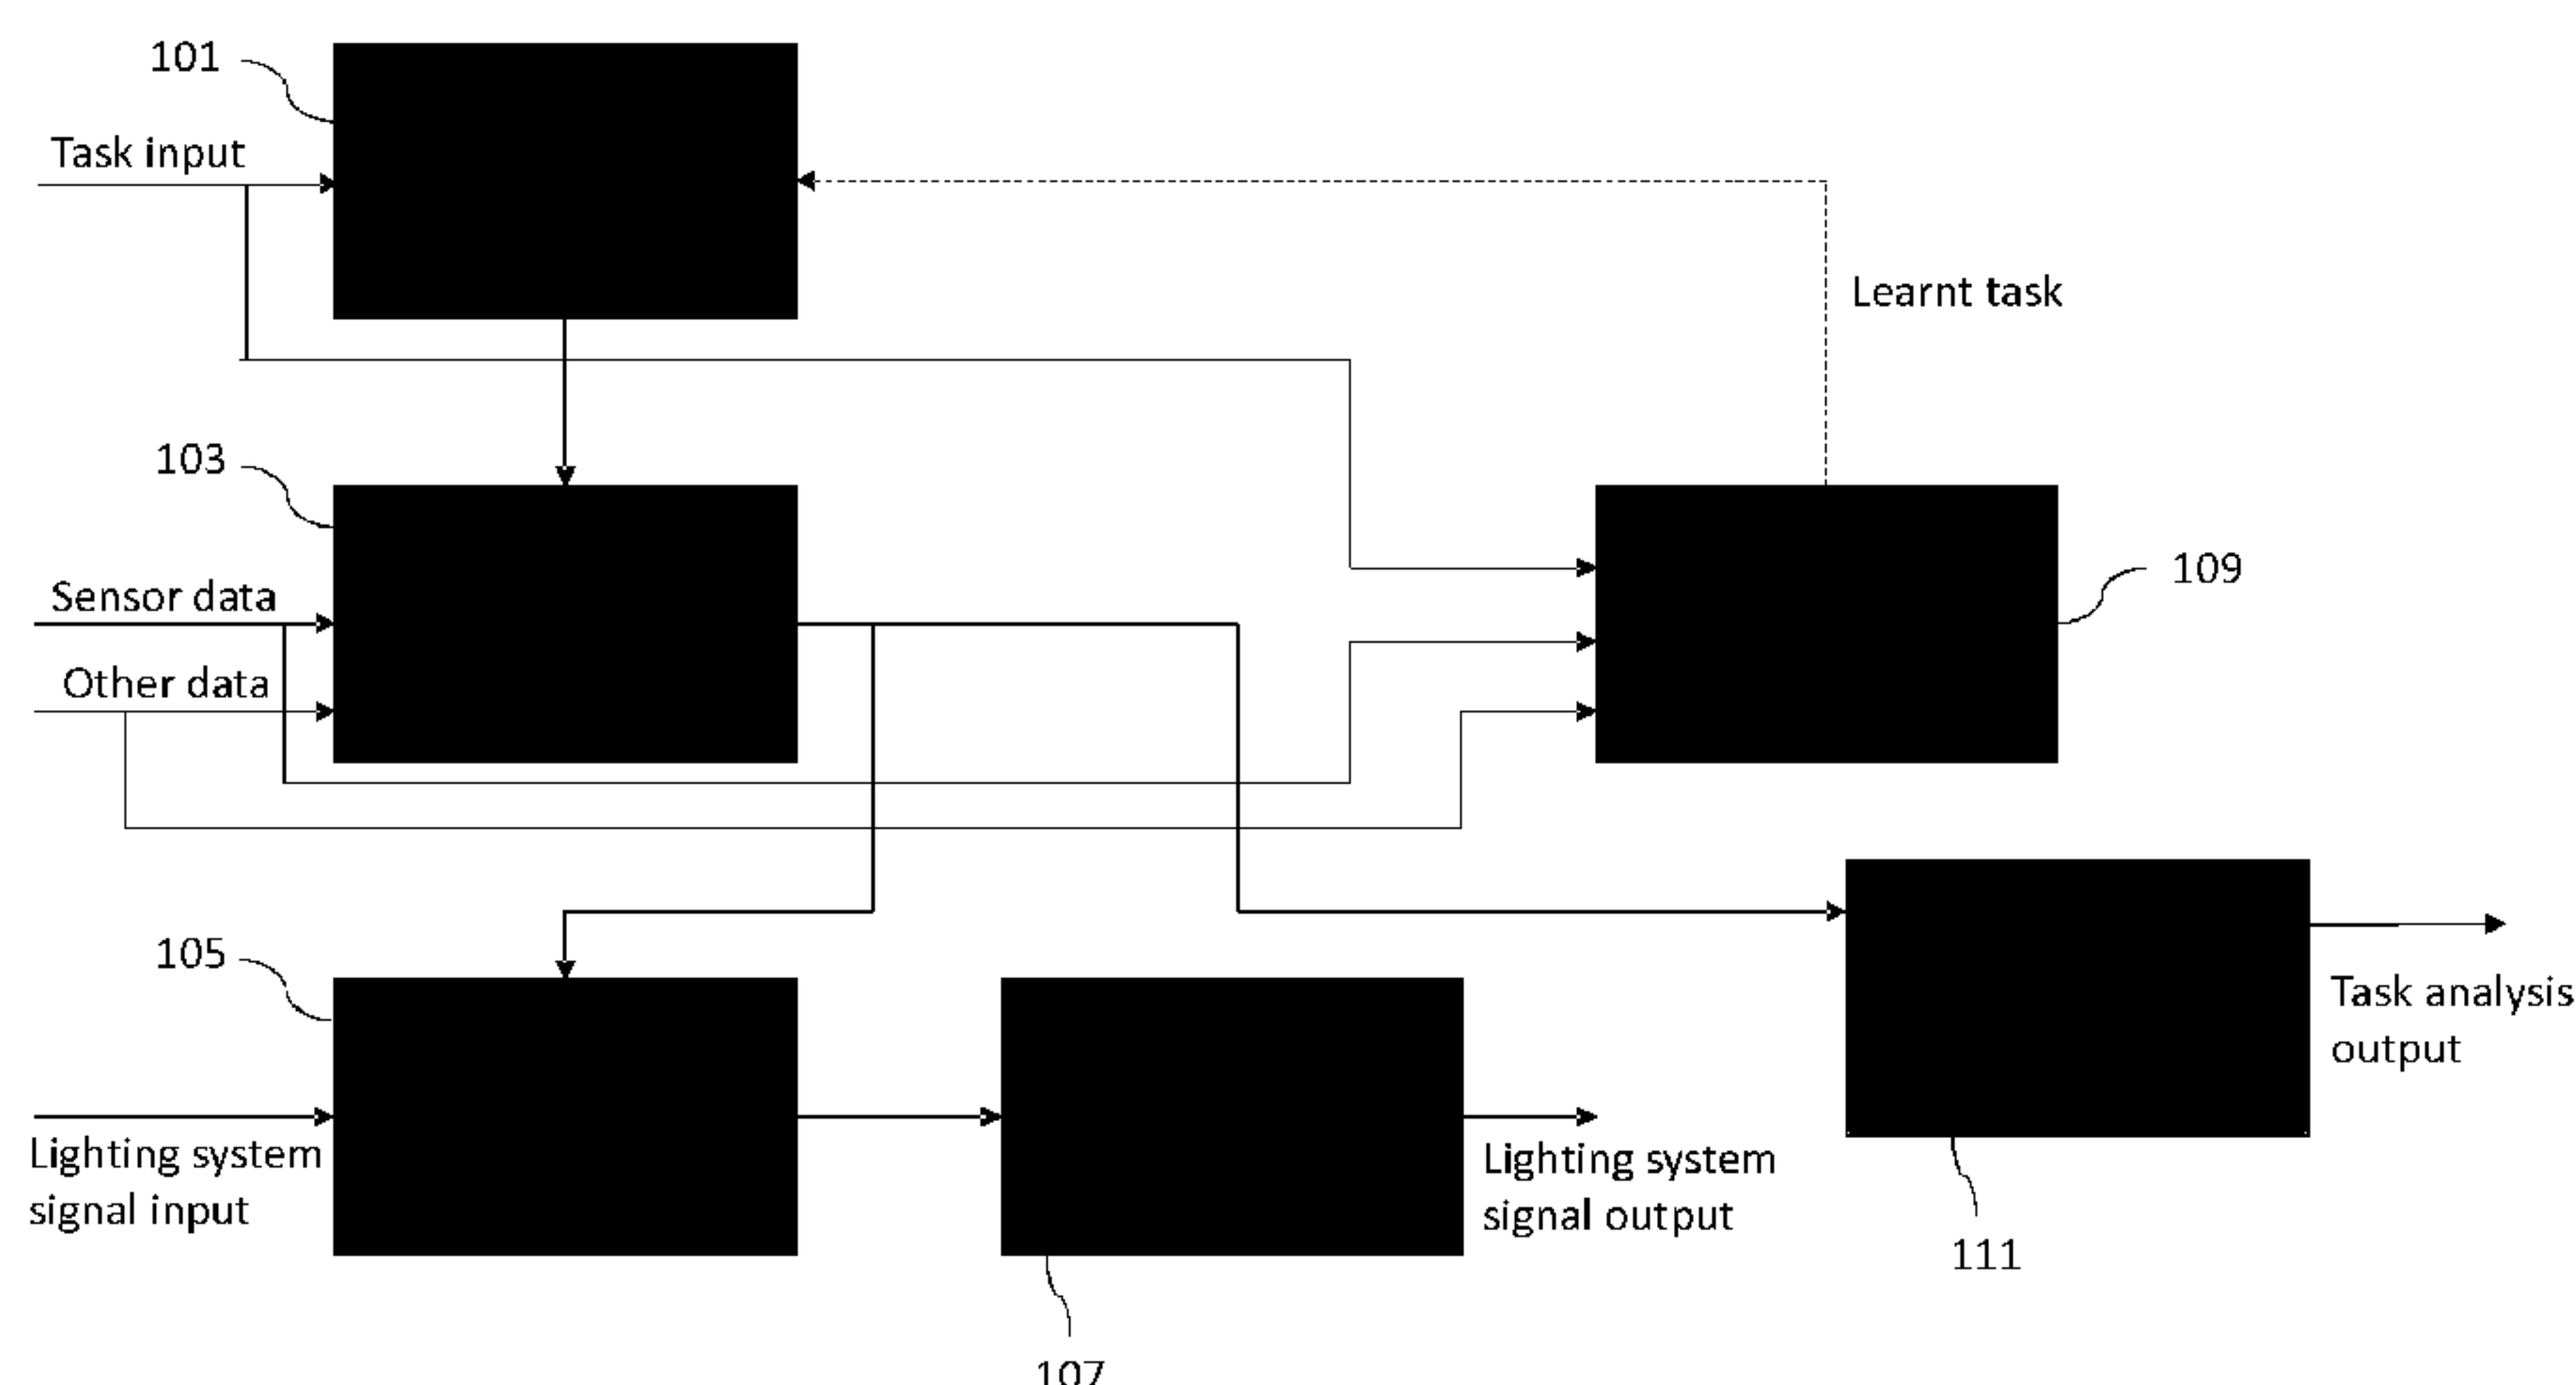 101
Task input
Learnt task
103
109
Sensor data
Other data
105
Task analysis
output
Lighting system
signal input
Lighting system
signal output
111
107